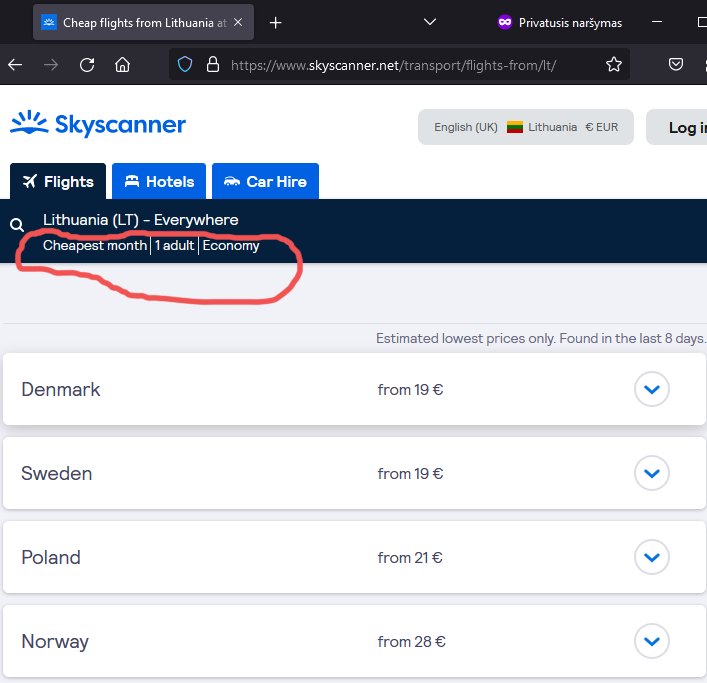 Cheap flights from Lithuania at
Privatusis naršymas
https://www.skyscanner.net/transport/flights-from/lt/
Skyscanner
English (UK) Lithuania € EUR
Flights
Hotels
Car Hire
Lithuania (LT) – Everywhere
Cheapest month | 1 adult | Economy
Estimated lowest prices only. Found in the last 8 days.
Denmark from 19 €
Sweden from 19 €
Poland from 21 €
Norway from 28 €